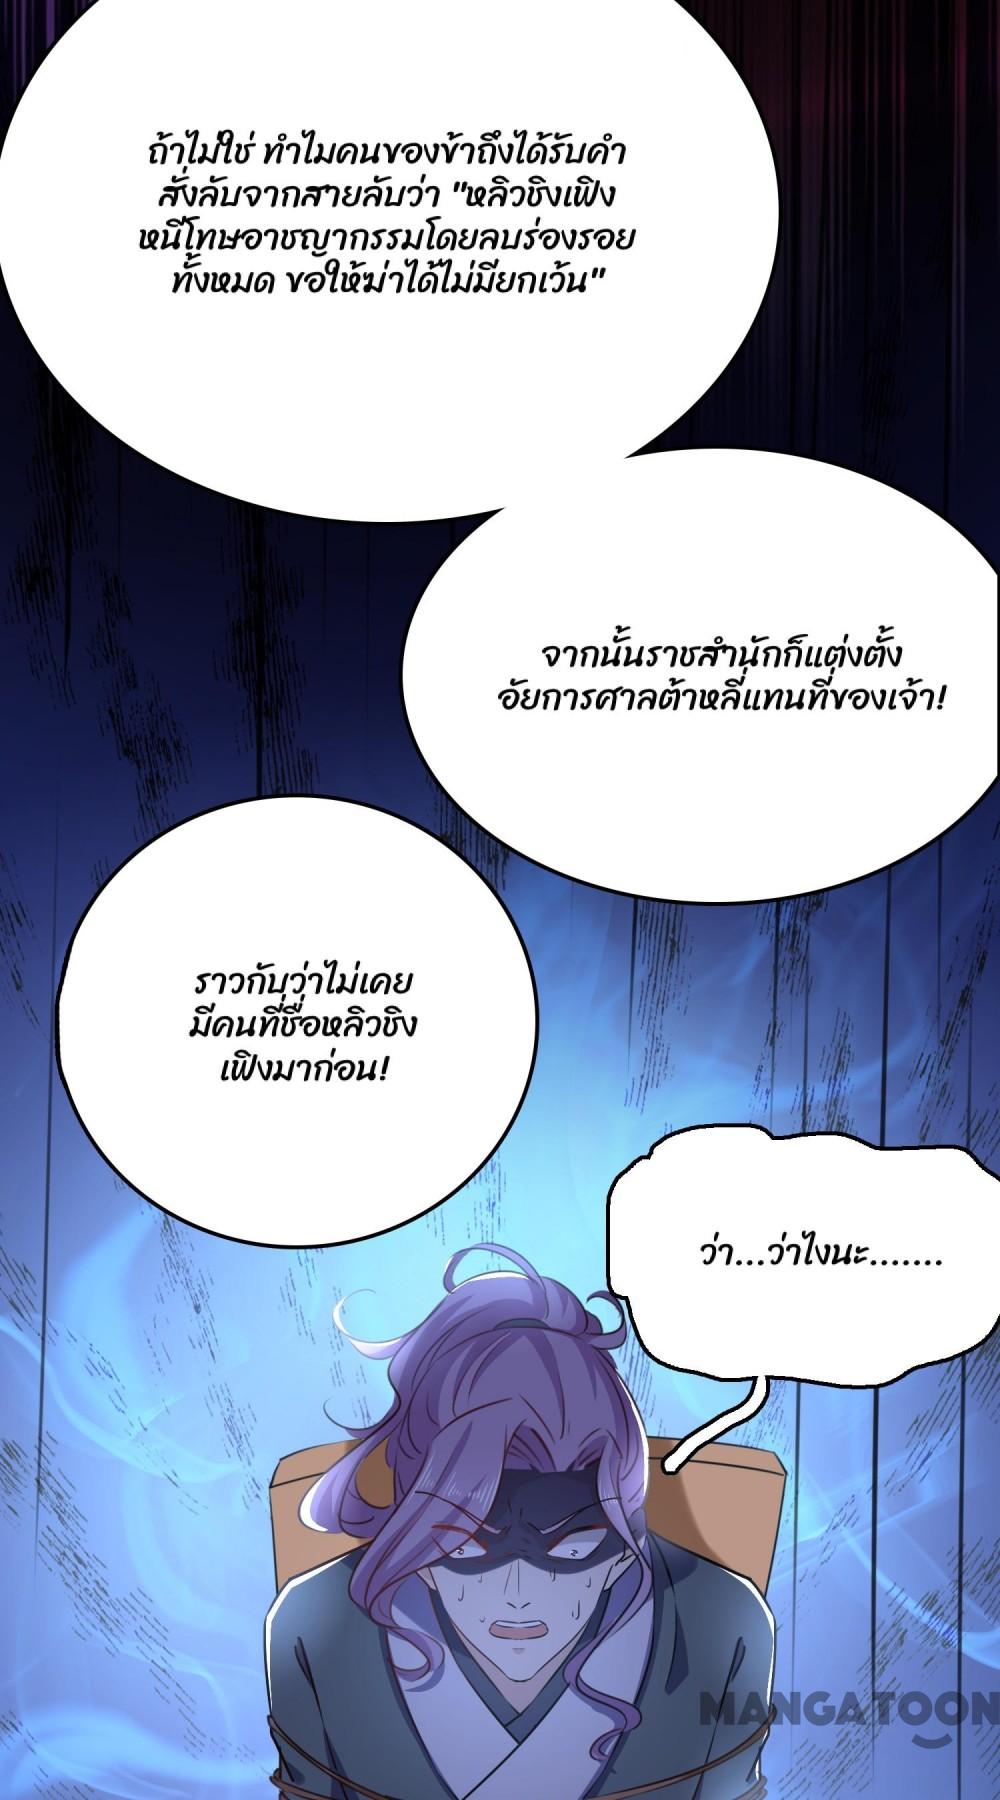 ถ้าไม่ใช่ ทำไมคนของข้าถึงได้รับคำ
สั่งลับจากสายลับว่า "หลิวชิงเฟิง
หนีโทษอาชญากรรมโดยลบร่องรอย
ทั้งหมด ขอให้ฆ่าได้ไม่มียกเว้น"
จากนั้นราชสำนักก็แต่งตั้ง
อัยการศาลต้าหลี่แทนที่ของเจ้า!
ราวกับว่าไม่เคย
มีคนที่ชื่อหลิวชิง
เฟิงมาก่อน!
ว่า...ว่าไงนะ.......
MANGATOON